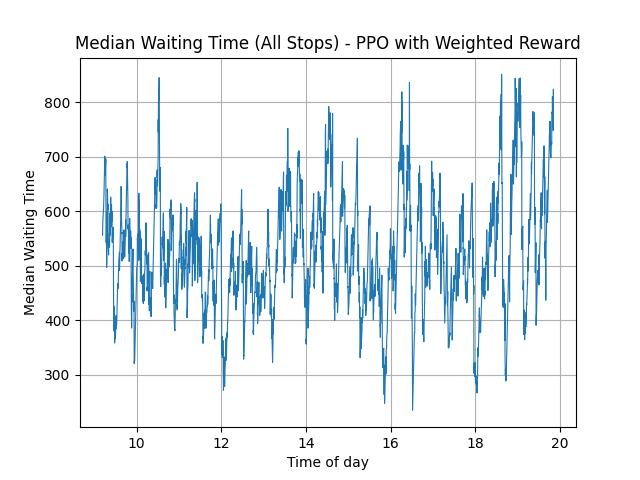 Median Waiting Time (All Stops) - PPO with Weighted Reward
Median Waiting Time
800
700
600
500
400
300
10 12 14 16 18 20
Time of day